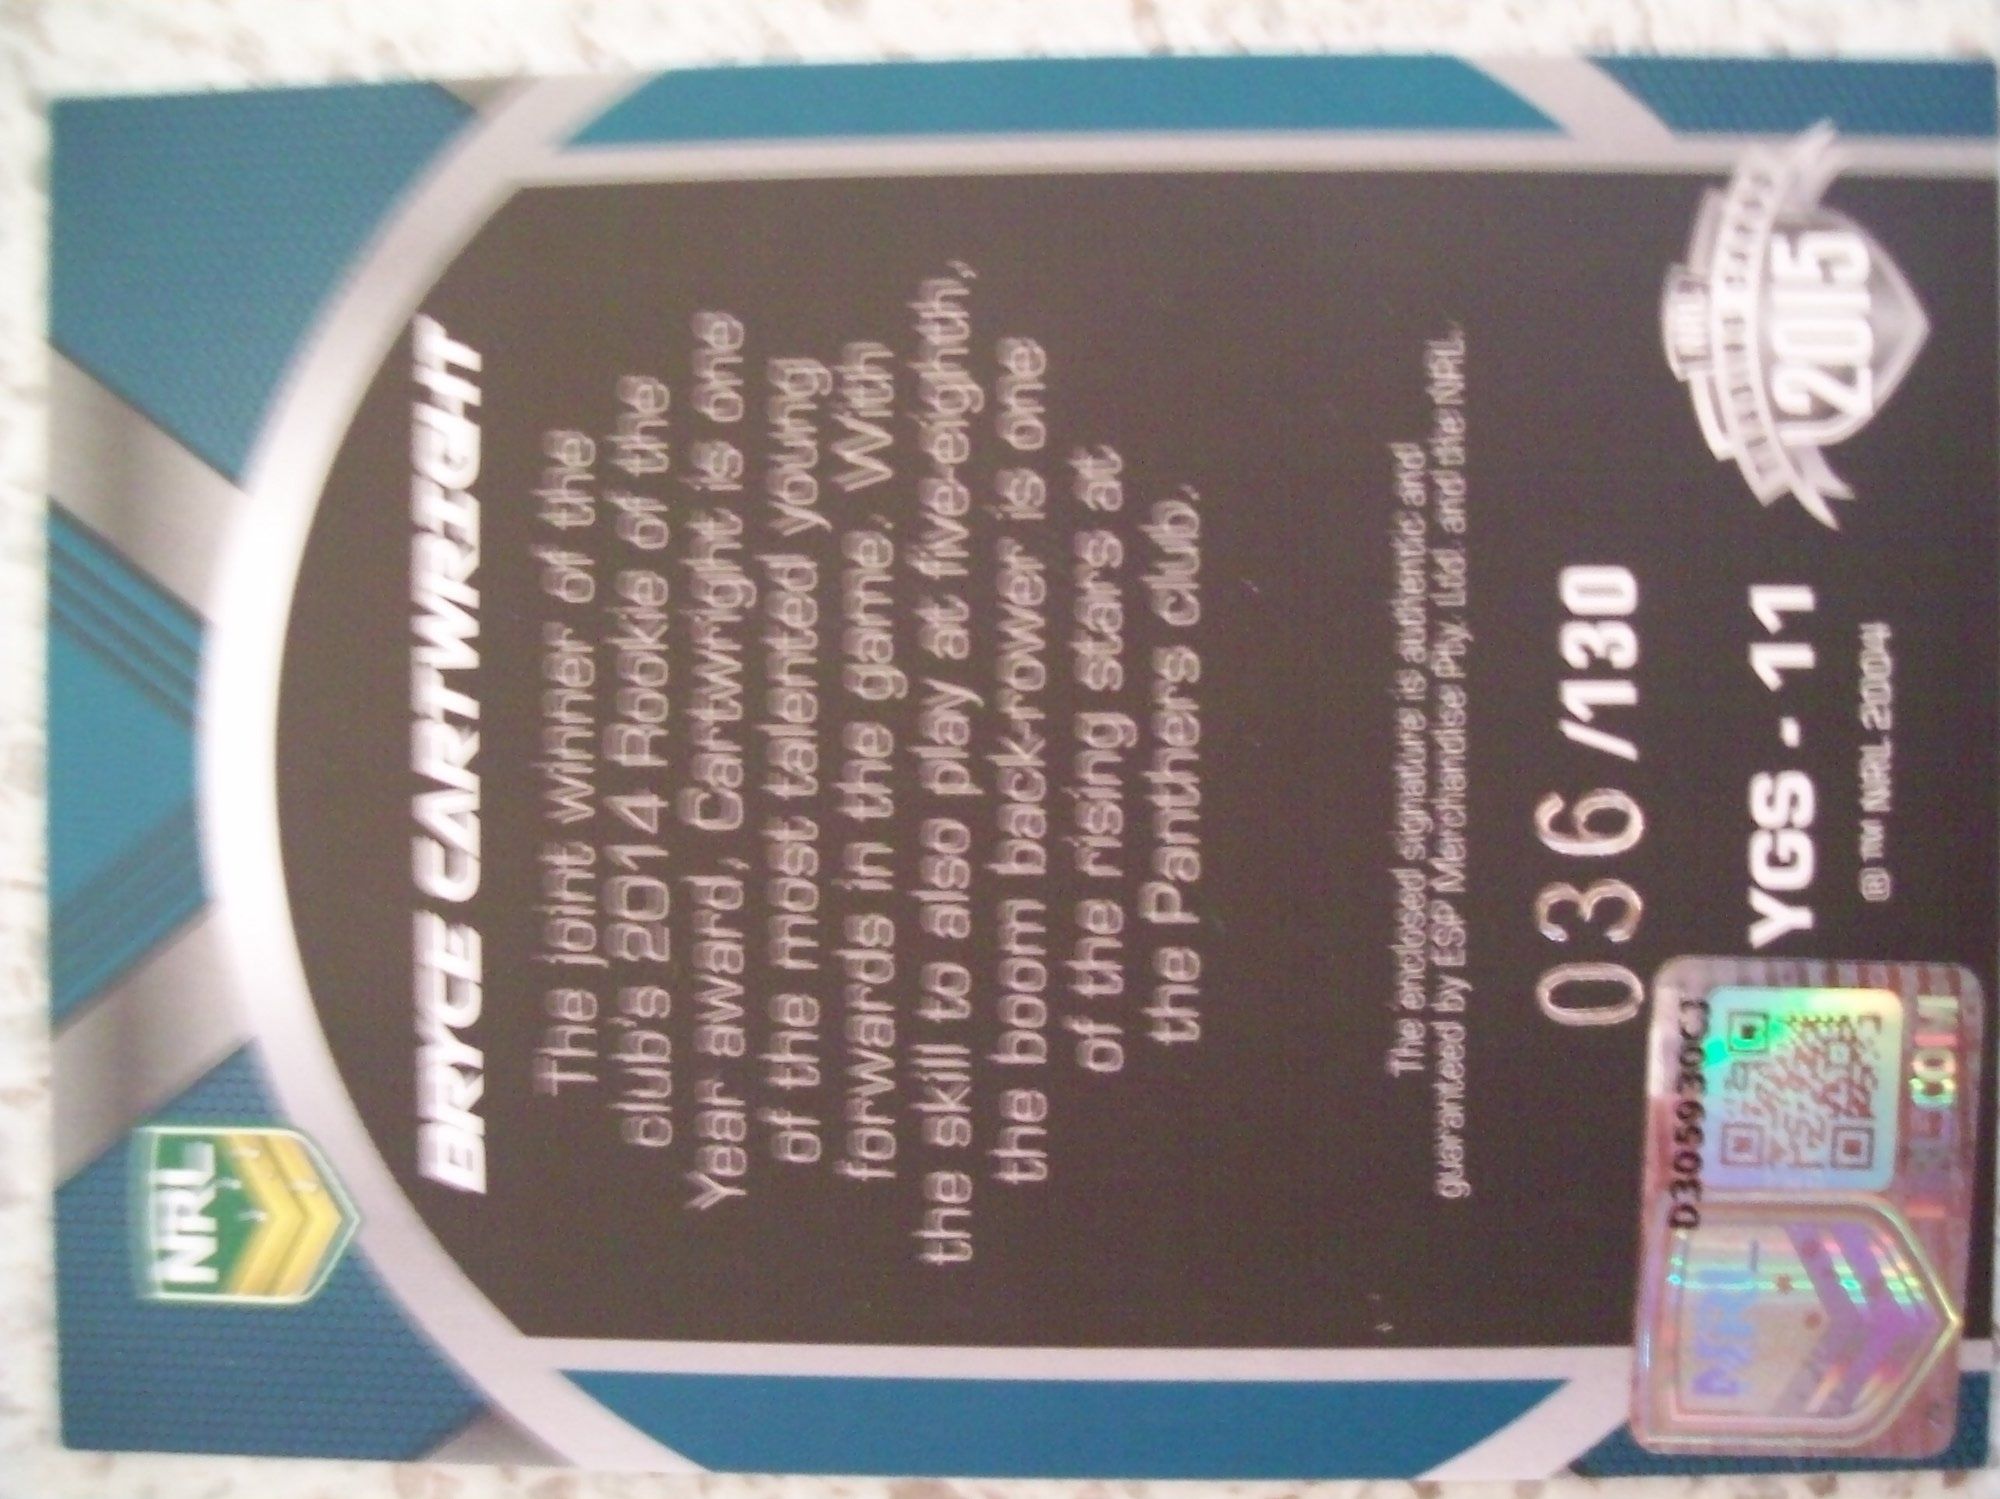 NRL
BRYCE CARTWRIGHT
The joint winner of the
club's 2014 Rookie of the
Year award, Cartwright is one
of the most talented young
forwards in the game. With
the skill to also play at five-eighth,
the boom back-rower is one
of the rising stars at
the Panthers club.
The enclosed signature is authentic and
guaranteed by ESP Merchandise Pty. Ltd. and the NRL.
036/130
YGS - 11
® ™ NRL 2004
D305930CJ
NRL
.COM
2015